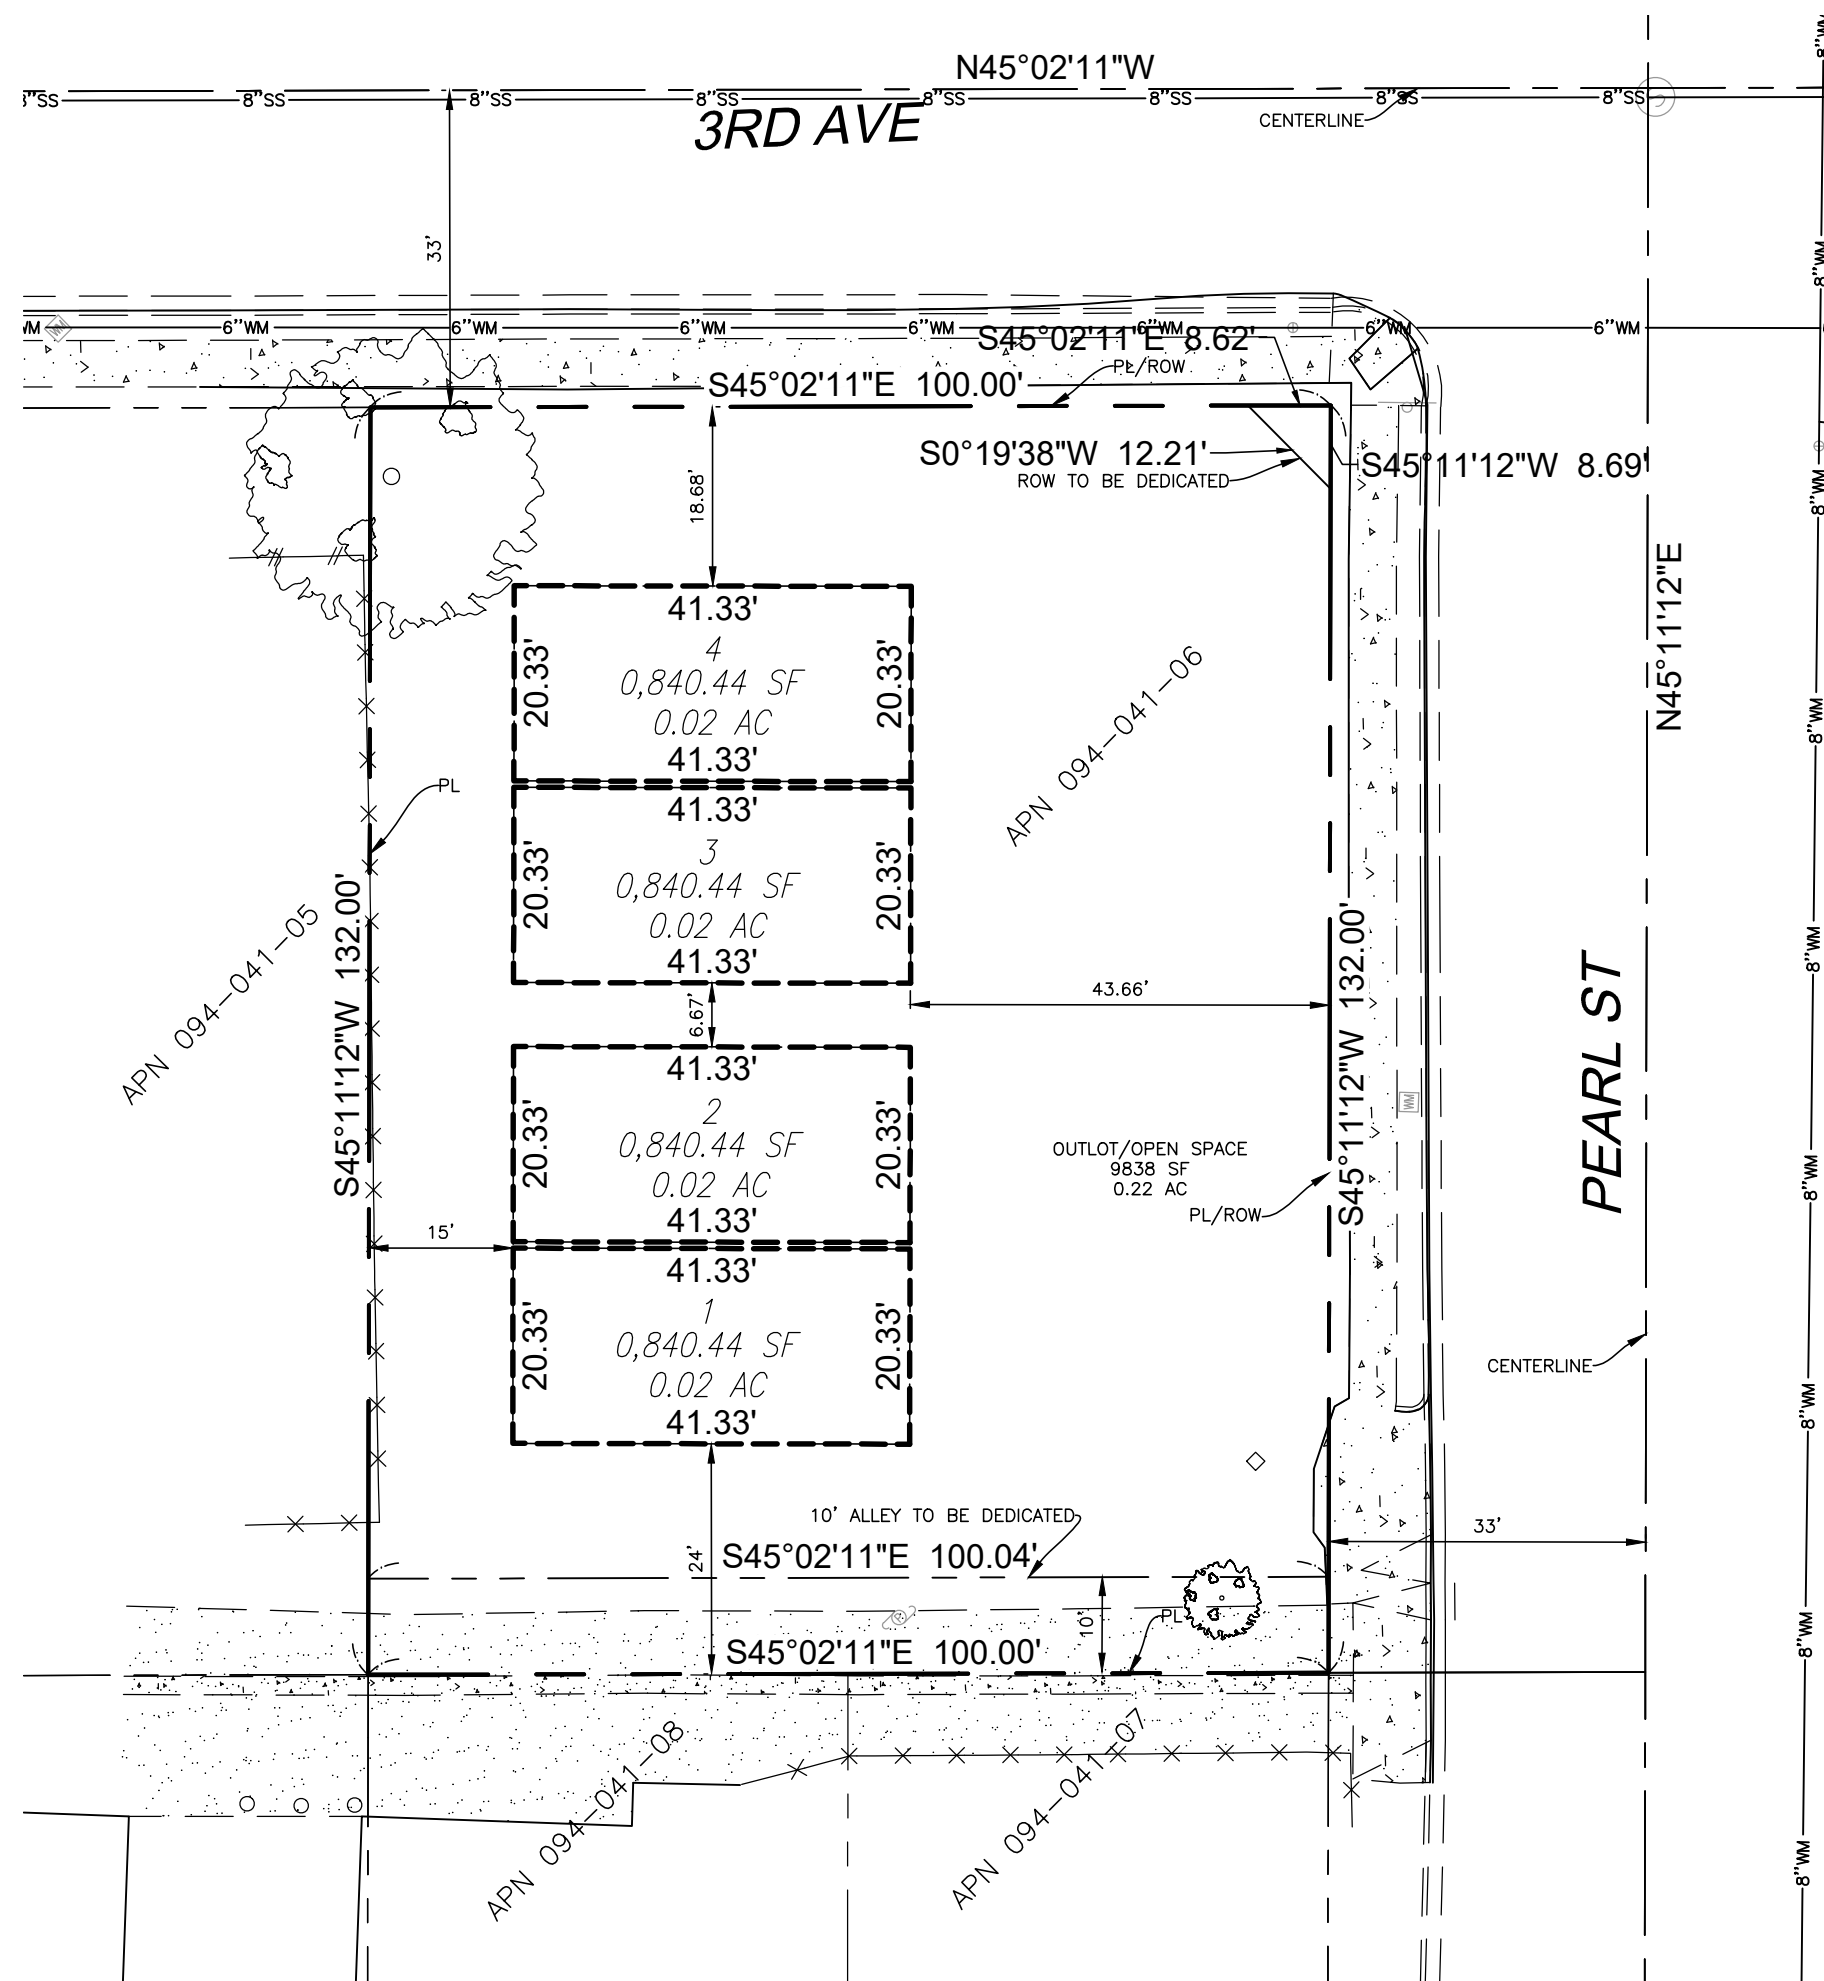 N45°02'11"W
8"SS 8"SS 8"SS 8"SS 8"SS 8"SS 8"SS 8"SS
3RD AVE
CENTERLINE
33'
8"WM
6"WM 6"WM 6"WM 6"WM 6"WM 6"WM 6"WM
WM
S45°02'11"E 8.62'
PL/ROW
S45°02'11"E 100.00'
S0°19'38"W 12.21'
ROW TO BE DEDICATED
S45°11'12"W 8.69'
18.68'
8"WM
N45°11'12"E
41.33'
4
20.33'
20.33'
0,840.44 SF
0.02 AC
41.33'
APN 094-041-06
8"WM
PL
41.33'
3
20.33'
20.33'
0,840.44 SF
0.02 AC
41.33'
APN 094-041-05
S45°11'12"W 132.00'
6.67'
43.66'
S45°11'12"W 132.00'
PEARL ST
8"WM
41.33'
2
20.33'
20.33'
0,840.44 SF
0.02 AC
41.33'
WM
OUTLOT/OPEN SPACE
9838 SF
0.22 AC
PL/ROW
8"WM
15'
41.33'
1
20.33'
20.33'
0,840.44 SF
0.02 AC
41.33'
CENTERLINE
8"WM
10' ALLEY TO BE DEDICATED
33'
24'
S45°02'11"E 100.04'
10'
PL
8"WM
S45°02'11"E 100.00'
APN 094-041-08
APN 094-041-07
8"WM